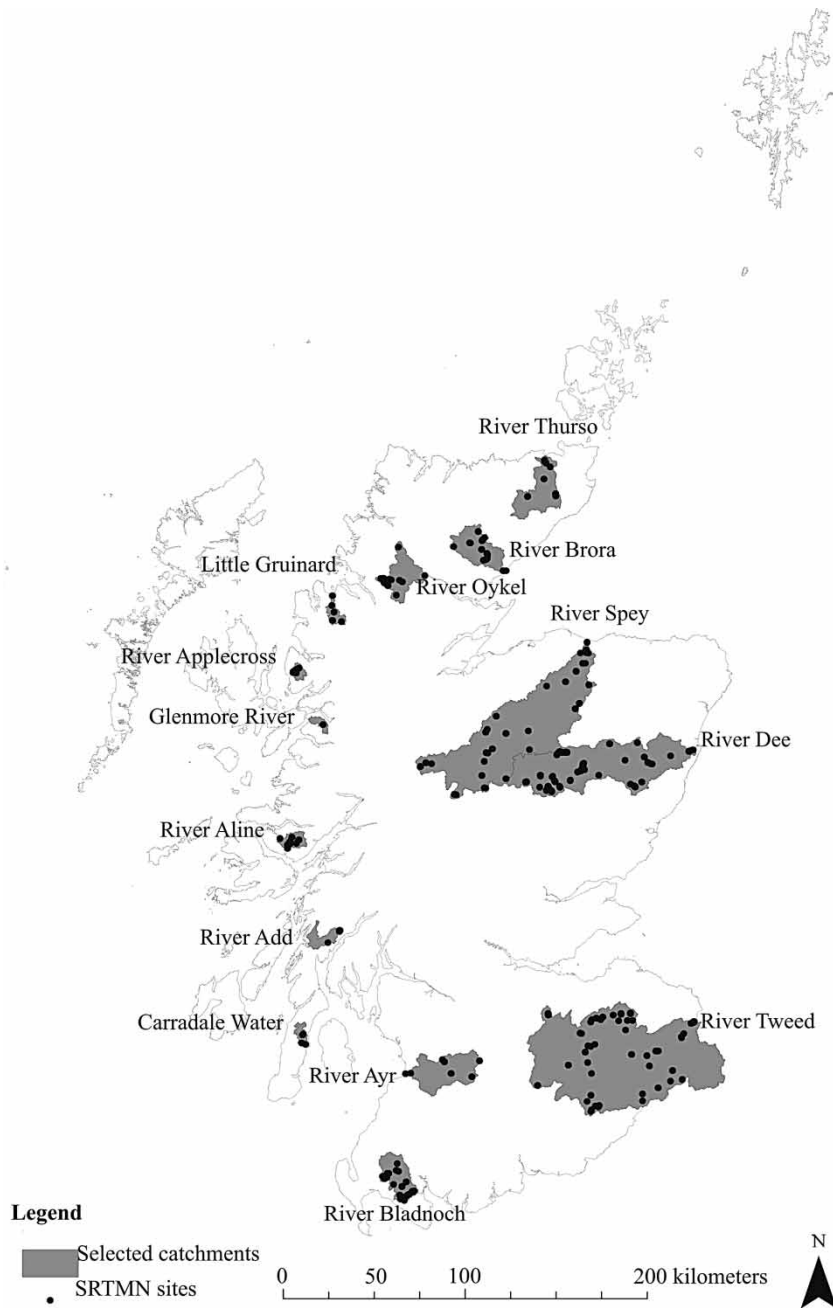 River Thurso
River Brora
Little Gruinard
River Oykel
River Spey
River Applecross
Glenmore River
River Dee
River Aline
River Add
Carradale Water
River Tweed
River Ayr
River Bladnoch
Legend
Selected catchments
SRTMN sites
0 50 100 200 kilometers
N